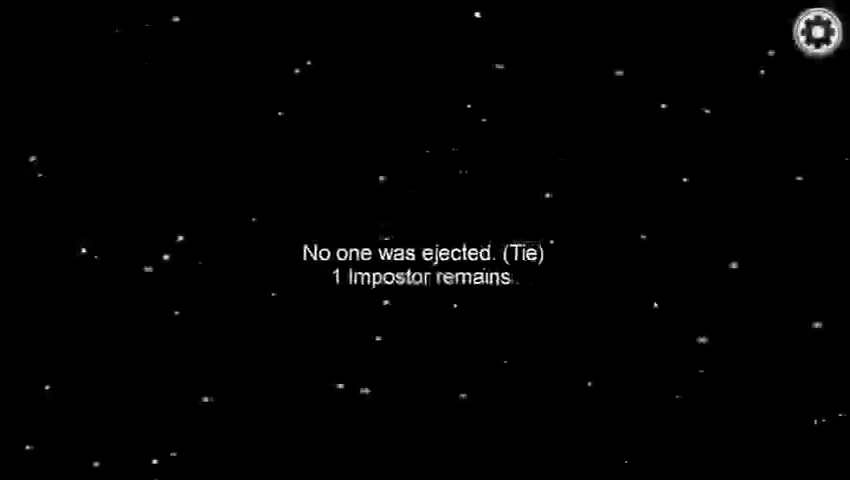 No one was ejected. (Tie)
1 Impostor remains.